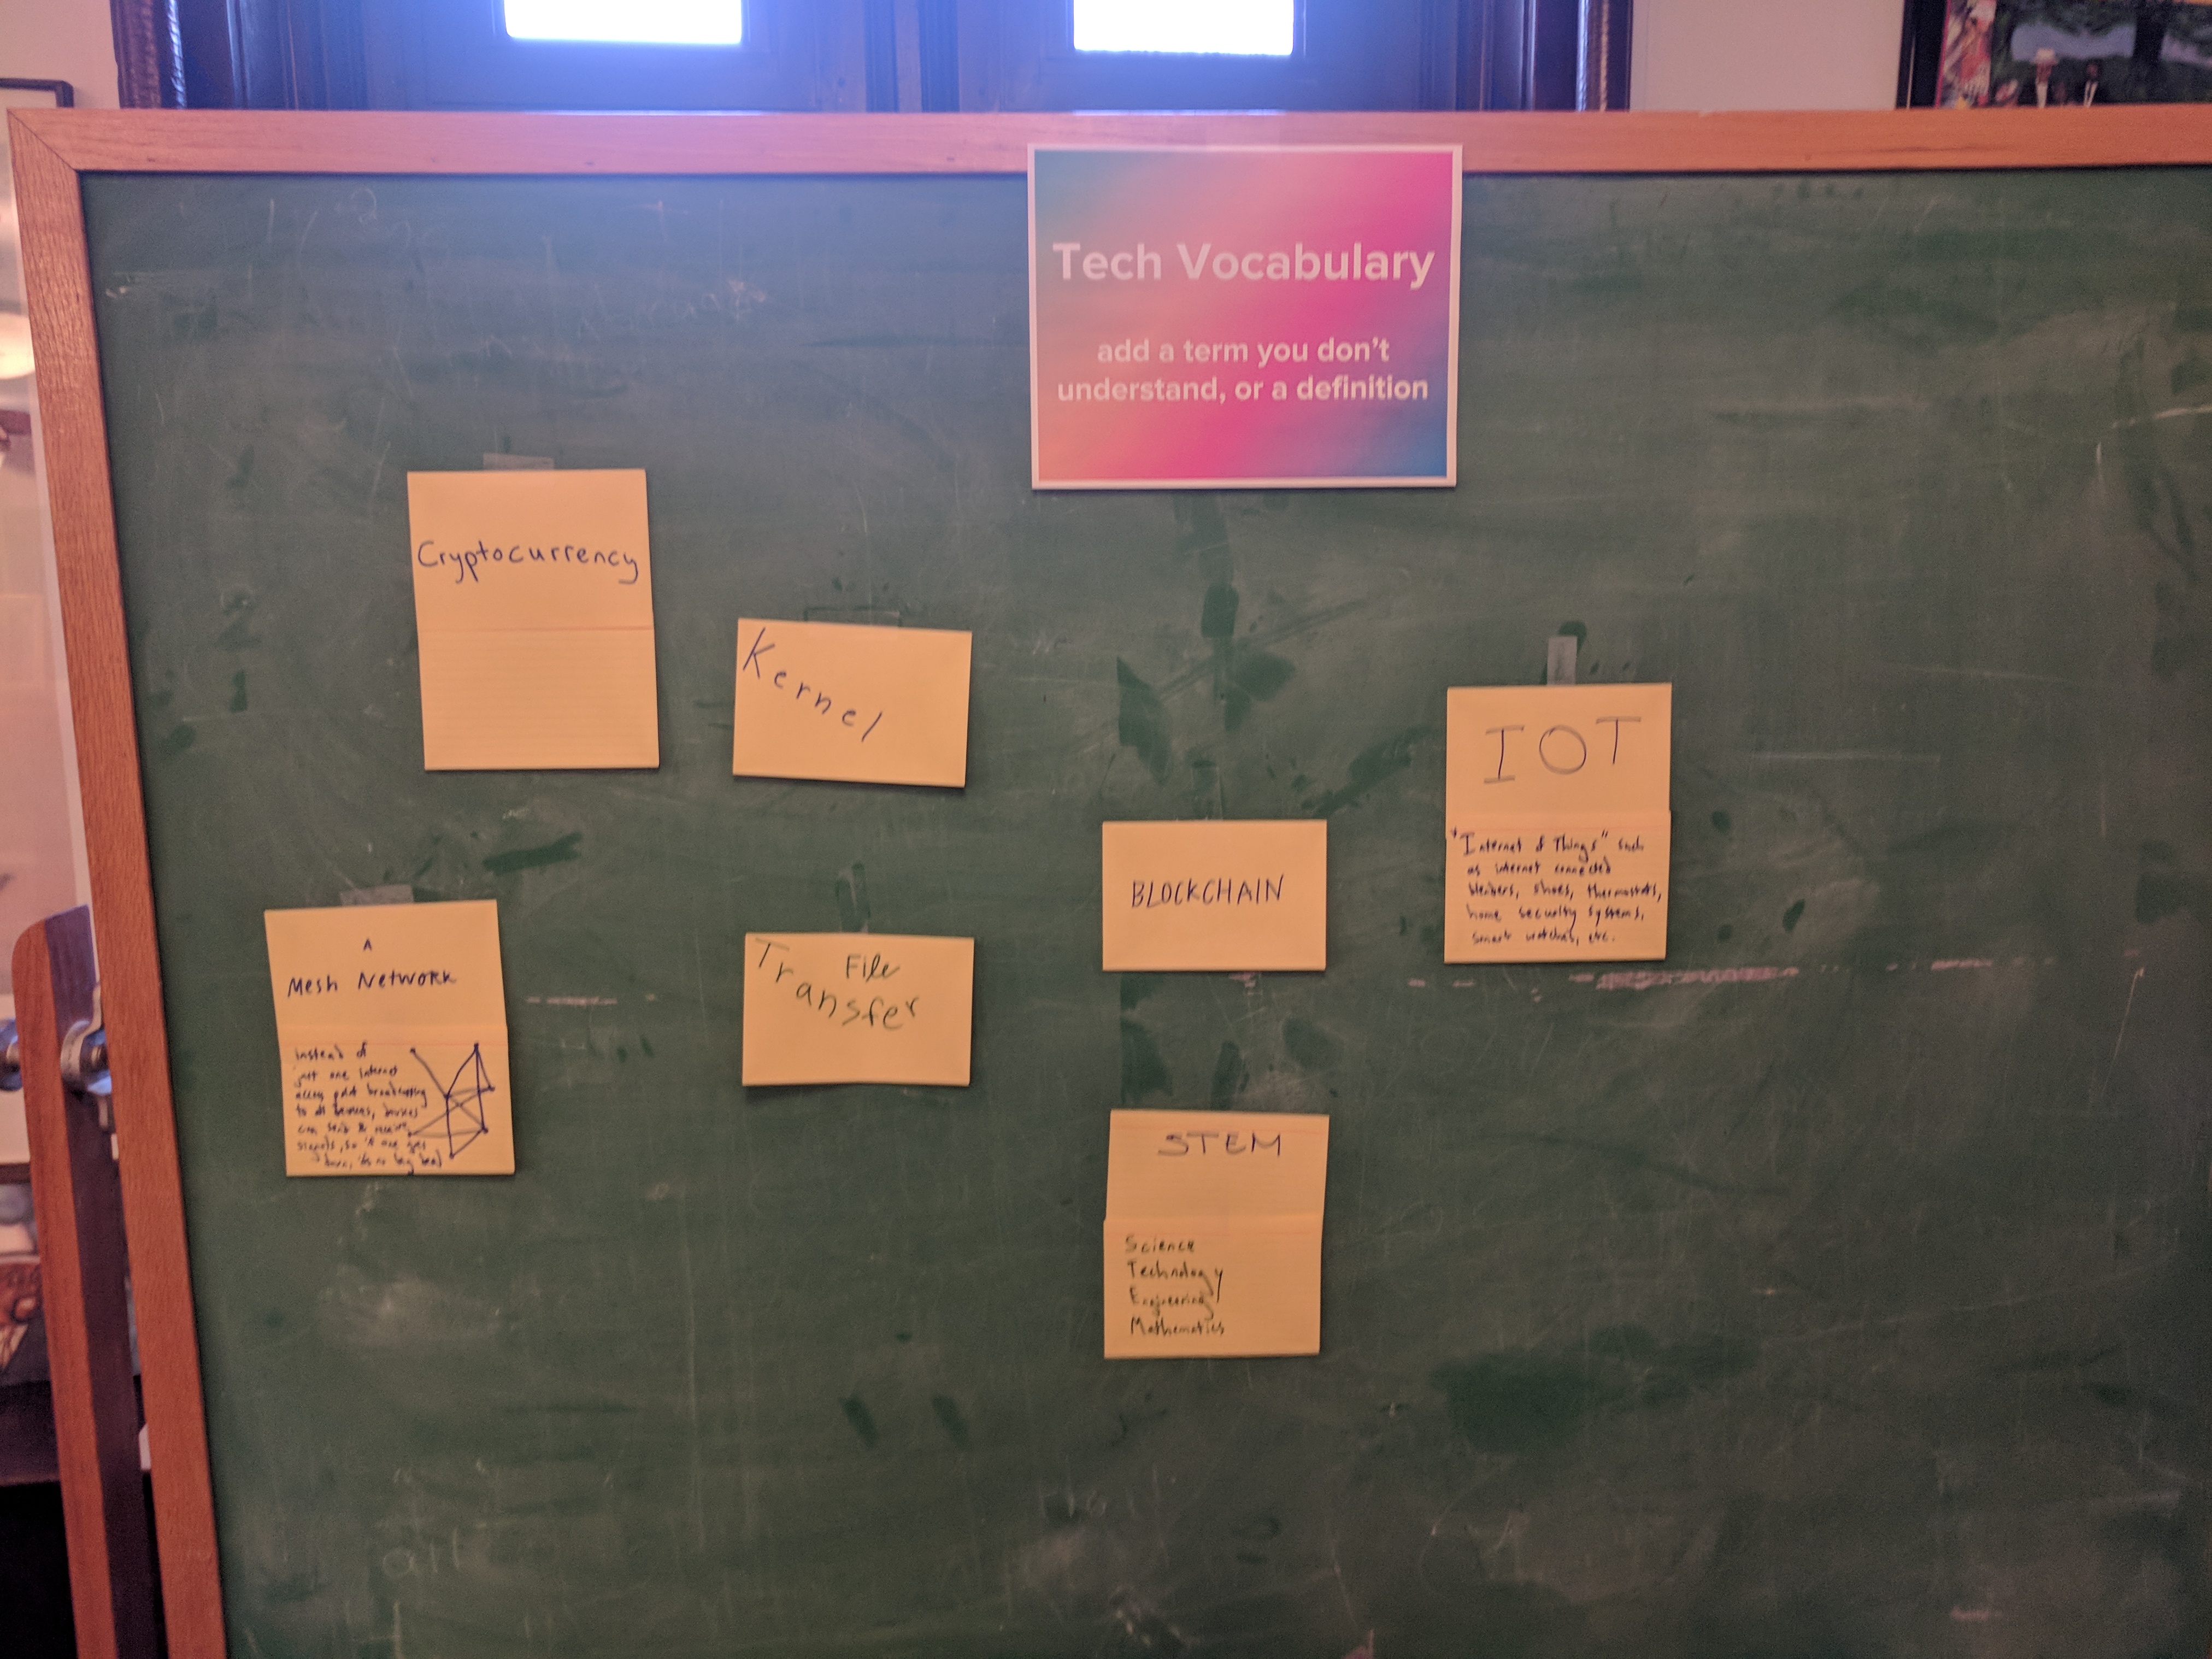 Tech Vocabulary
add a term you don't
understand, or a definition
Cryptocurrency
Kernel
IOT
"Internet of Things" such
as internet connected
blenders, shoes, thermostats,
home security systems,
smart watches, etc.
BLOCKCHAIN
A
Mesh Network
instead of
just one internet
access point broadcasting
to all devices, devices
can send & receive
signals, so if one goes
down, it's no big deal
File
Transfer
STEM
Science
Technology
Engineering
Mathematics
all